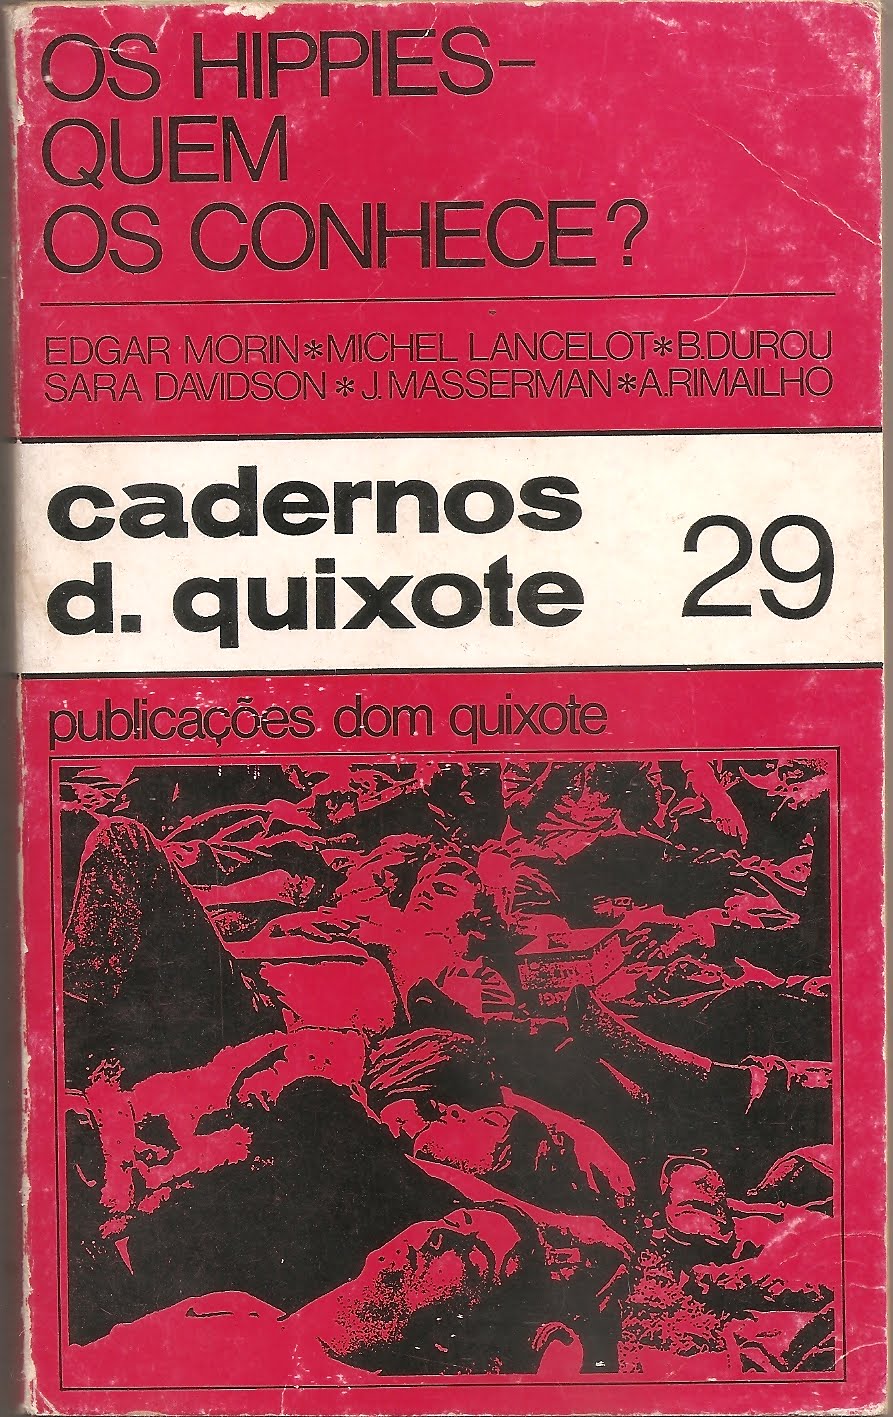 OS HIPPIES-
QUEM
OS CONHECE?
EDGAR MORIN*MICHEL LANCELOT*B.DUROU
SARA DAVIDSON*J.MASSERMAN*A.RIMAILHO
cadernos
d. quixote
29
publicações dom quixote